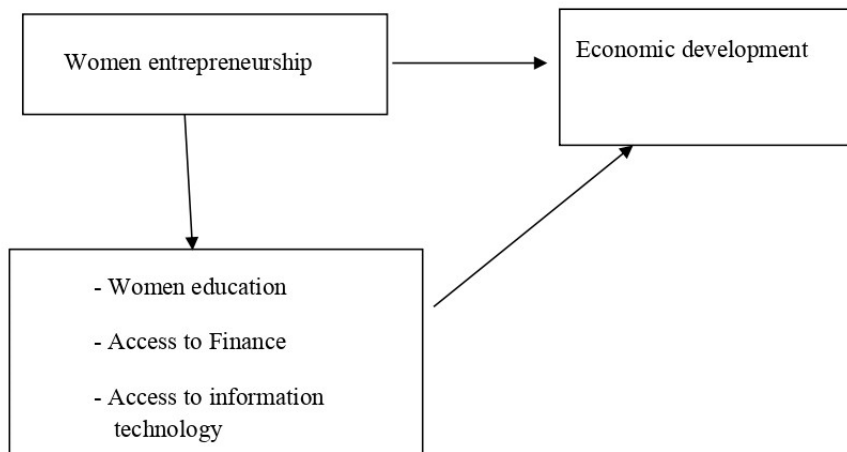 Women entrepreneurship
Economic development
- Women education
- Access to Finance
- Access to information
technology